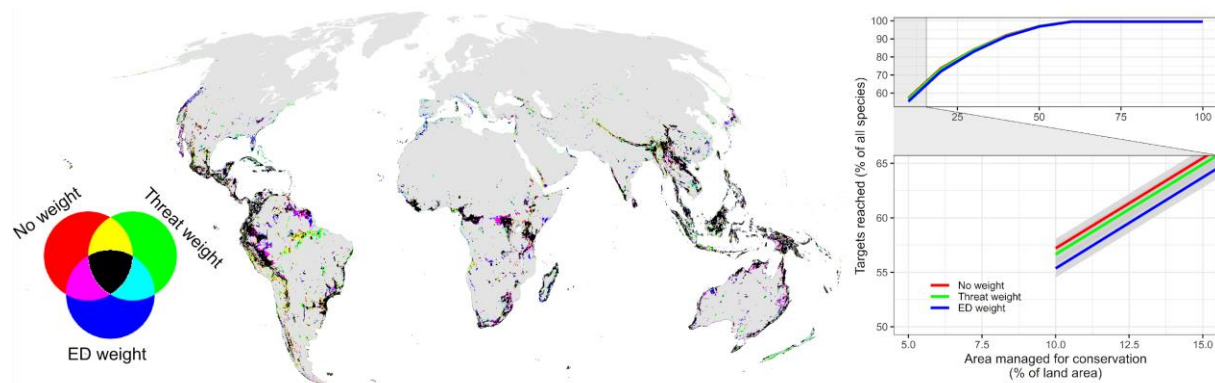 No weight
Threat weight
ED weight
Targets reached (% of all species)
100
90
80
70
60
25
50
75
100
65
60
55
50
No weight
Threat weight
ED weight
5.0
7.5
10.0
12.5
15.0
Area managed for conservation
(% of land area)